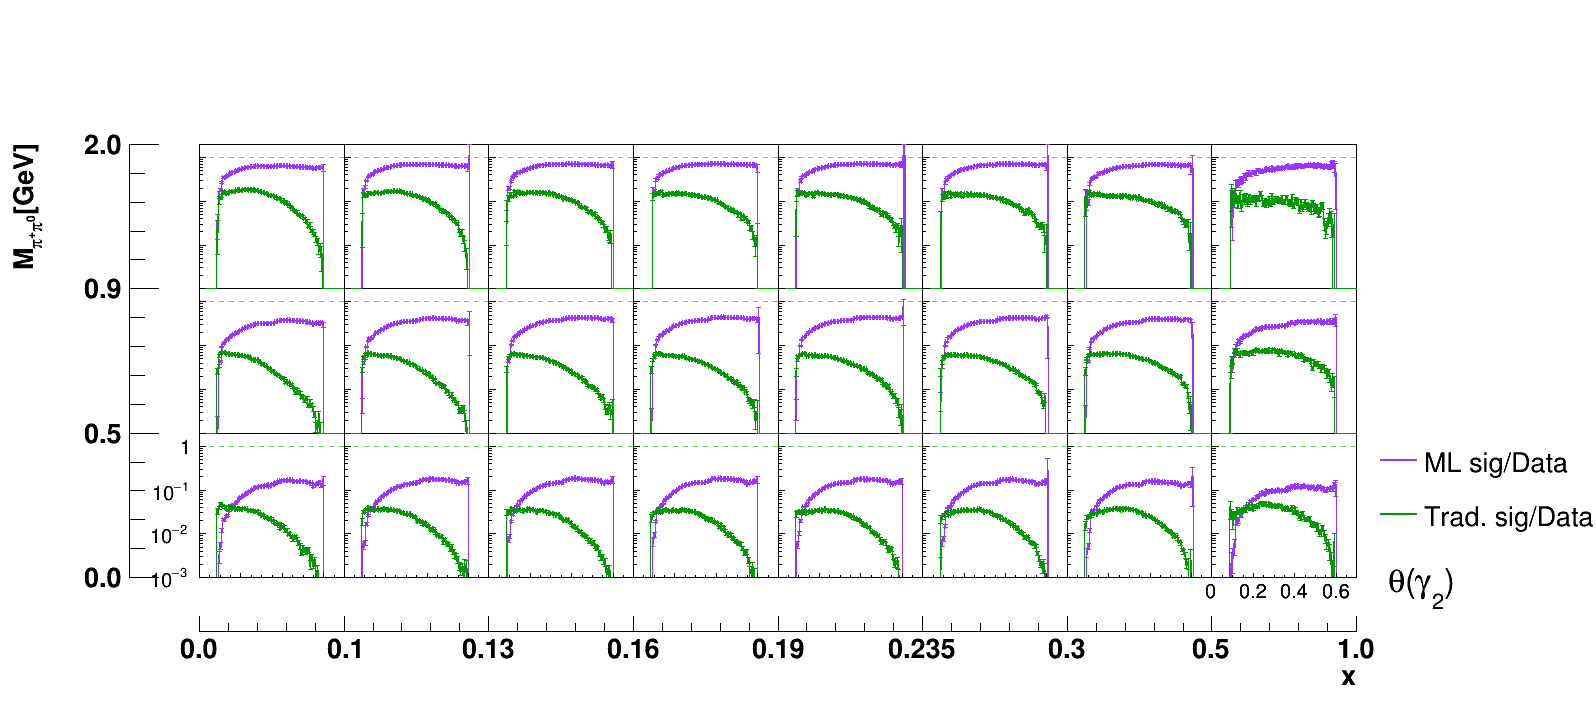 M_{π⁺π⁰}[GeV]
2.0
0.9
0.5
0.0
1
10⁻¹
10⁻²
10⁻³
ML sig/Data
Trad. sig/Data
0 0.2 0.4 0.6
θ(γ₂)
0.0 0.1 0.13 0.16 0.19 0.235 0.3 0.5 1.0
x